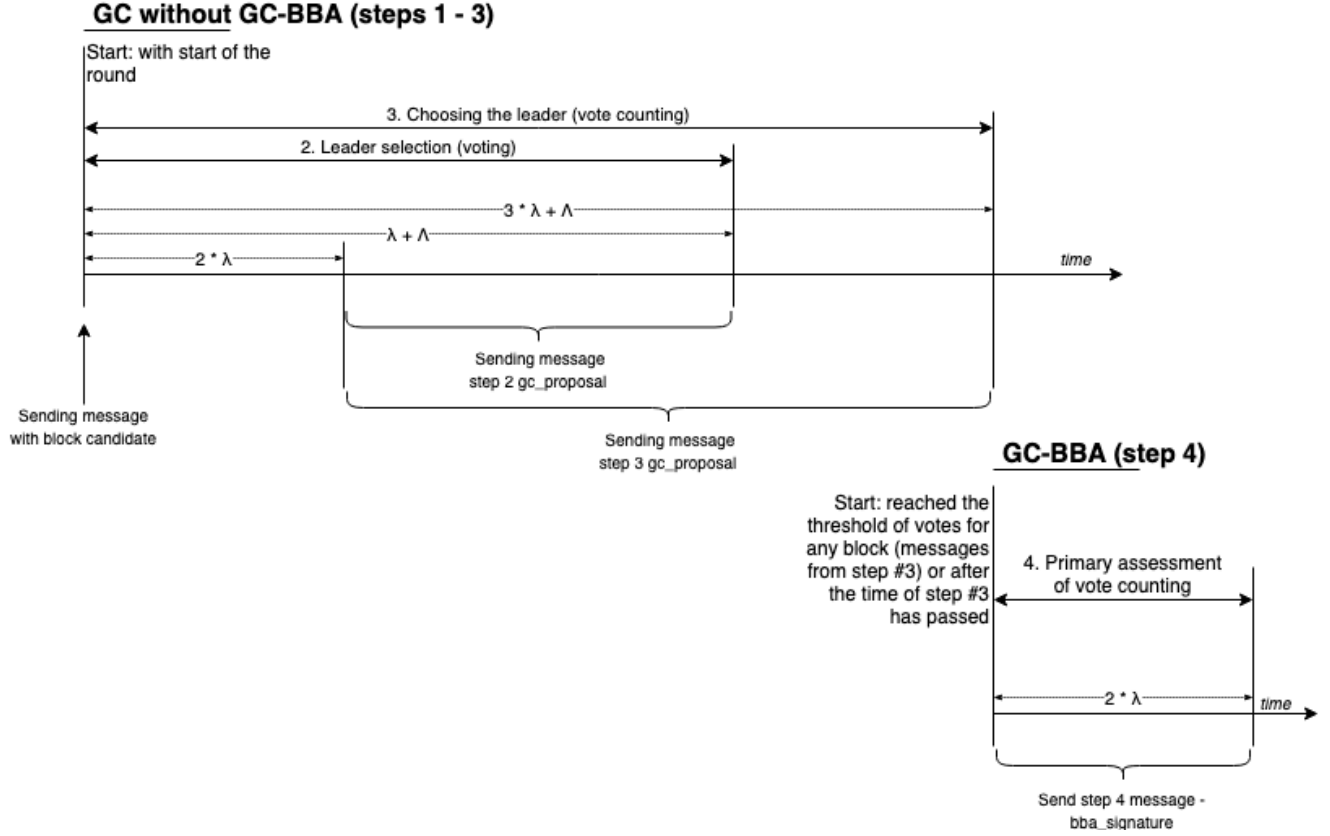 GC without GC-BBA (steps 1 - 3)
Start: with start of the
round
3. Choosing the leader (vote counting)
2. Leader selection (voting)
3 * λ + Λ
λ + Λ
2 * λ
time
Sending message
step 2 gc_proposal
Sending message
with block candidate
Sending message
step 3 gc_proposal
GC-BBA (step 4)
Start: reached the
threshold of votes for
any block (messages
from step #3) or after
the time of step #3
has passed
4. Primary assessment
of vote counting
2 * λ
time
Send step 4 message -
bba_signature